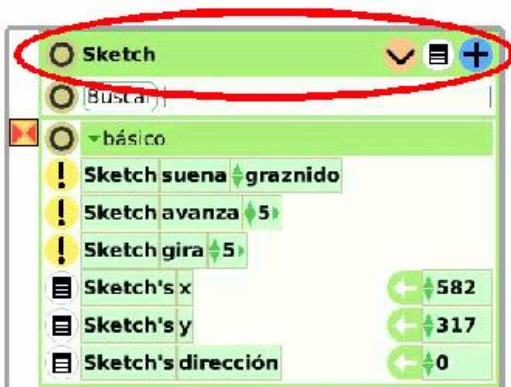 Sketch
Buscar
básico
Sketch suena graznido
Sketch avanza 5
Sketch gira 5
Sketch's x 582
Sketch's y 317
Sketch's dirección 0